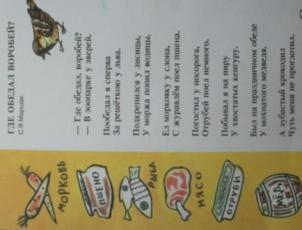 ГДЕ ОБЕДАЛ ВОРОБЕЙ?
С.Я.Маршак
— Где обедал, воробей?
— В зоопарке у зверей.
Пообедал я сперва
За решёткою у льва.
Подкрепился у лисицы,
У моржа попил водицы.
Ел морковку у слона,
С журавлём поел пшена.
Погостил у носорога,
Отрубей поел немного.
Побывал я на пиру
У хвостатых кенгуру.
Был на праздничном обеде
У мохнатого медведя.
А зубастый крокодил
Чуть меня не проглотил.
МОРКОВЬ
ПШЕНО
РЫБА
МЯСО
ОТРУБИ
МЁД